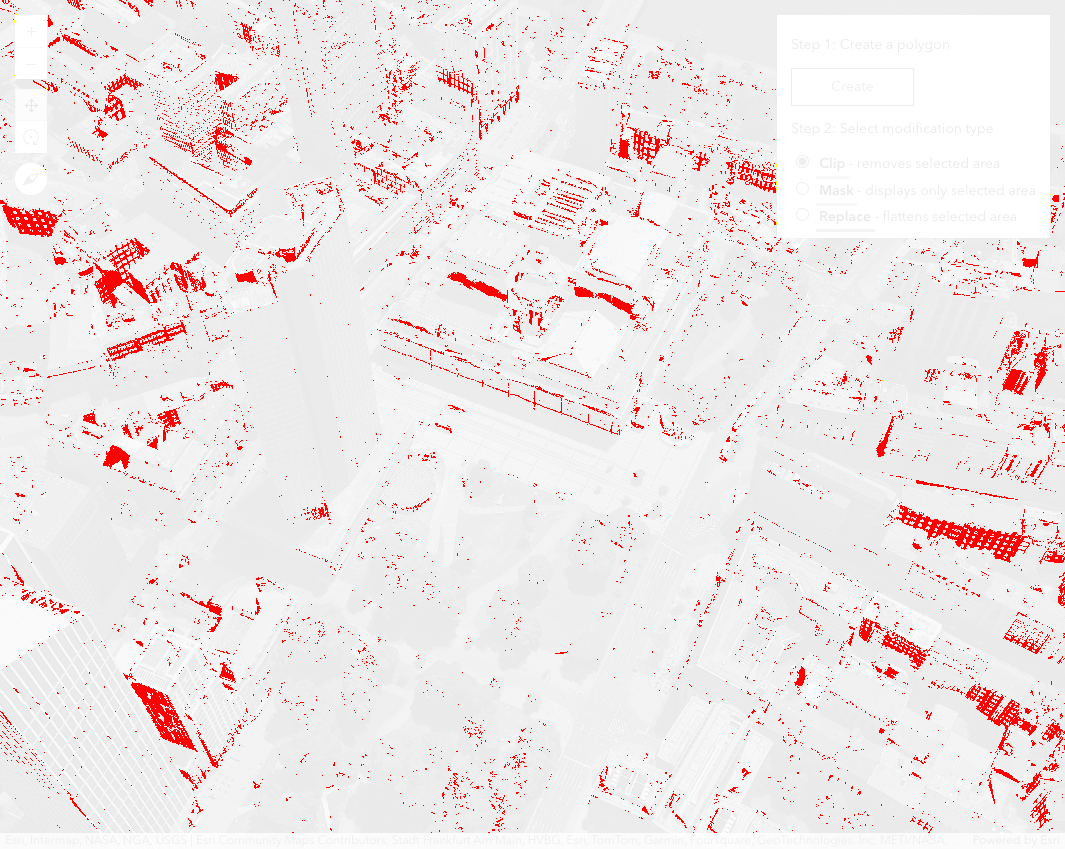 Step 1: Create a polygon
Create
Step 2: Select modification type
Clip - removes selected area
Mask - displays only selected area
Replace - flattens selected area
Esri, Intermap, NASA, NGA, USGS | Esri Community Maps Contributors, Stadt Frankfurt am Main, HVBG, Esri, TomTom, Garmin, Foursquare, GeoTechnologies, Inc, METI/NASA, Powered by Esri